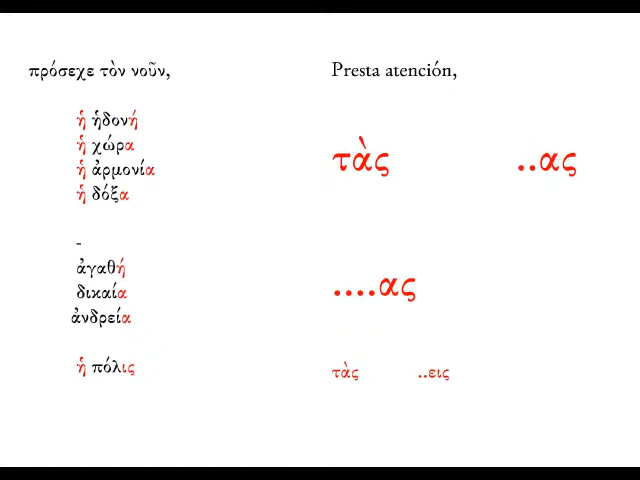 πρόσεχε τὸν νοῦν,
Presta atención,
ἡ ἡδονή
ἡ χώρα
ἡ ἁρμονία
ἡ δόξα
τὰς ..ας
-
ἀγαθή
δικαία
ἀνδρεία
....ας
ἡ πόλις
τὰς ..εις